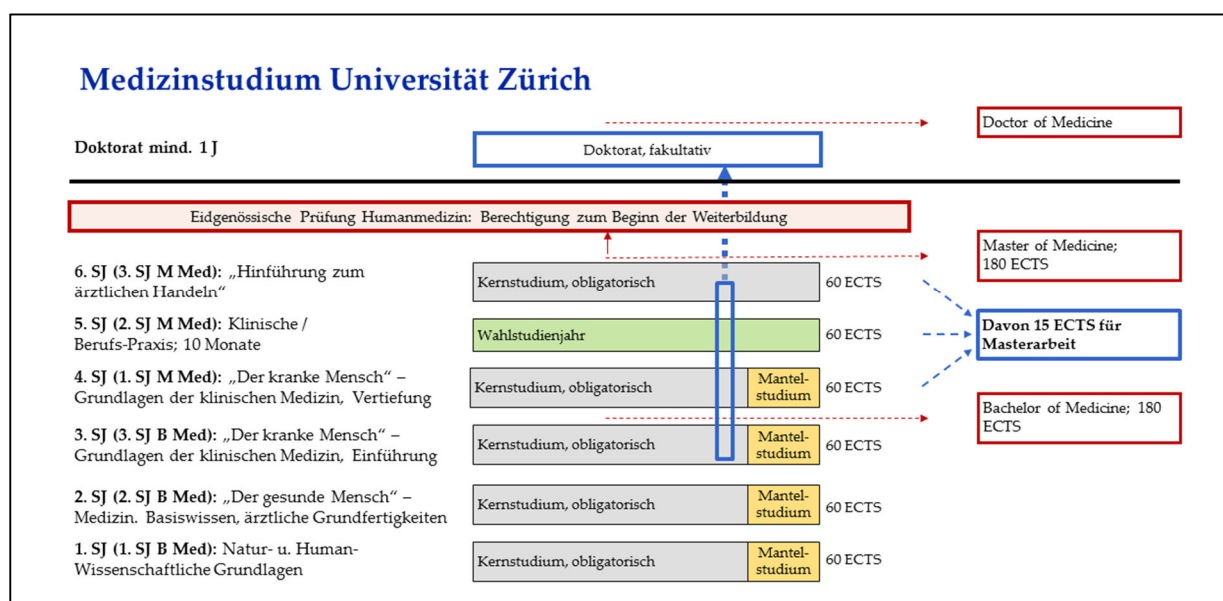 Medizinstudium Universität Zürich
Doctor of Medicine
Doktorat mind. 1 J
Doktorat, fakultativ
Eidgenössische Prüfung Humanmedizin: Berechtigung zum Beginn der Weiterbildung
Master of Medicine;
180 ECTS
6. SJ (3. SJ M Med): „Hinführung zum
ärztlichen Handeln“
Kernstudium, obligatorisch
60 ECTS
5. SJ (2. SJ M Med): Klinische /
Berufs-Praxis; 10 Monate
Wahlstudienjahr
60 ECTS
Davon 15 ECTS für
Masterarbeit
4. SJ (1. SJ M Med): „Der kranke Mensch“ –
Grundlagen der klinischen Medizin, Vertiefung
Kernstudium, obligatorisch
Mantel-
studium
60 ECTS
Bachelor of Medicine; 180
ECTS
3. SJ (3. SJ B Med): „Der kranke Mensch“ –
Grundlagen der klinischen Medizin, Einführung
Kernstudium, obligatorisch
Mantel-
studium
60 ECTS
2. SJ (2. SJ B Med): „Der gesunde Mensch“ –
Medizin. Basiswissen, ärztliche Grundfertigkeiten
Kernstudium, obligatorisch
Mantel-
studium
60 ECTS
1. SJ (1. SJ B Med): Natur- u. Human-
Wissenschaftliche Grundlagen
Kernstudium, obligatorisch
Mantel-
studium
60 ECTS